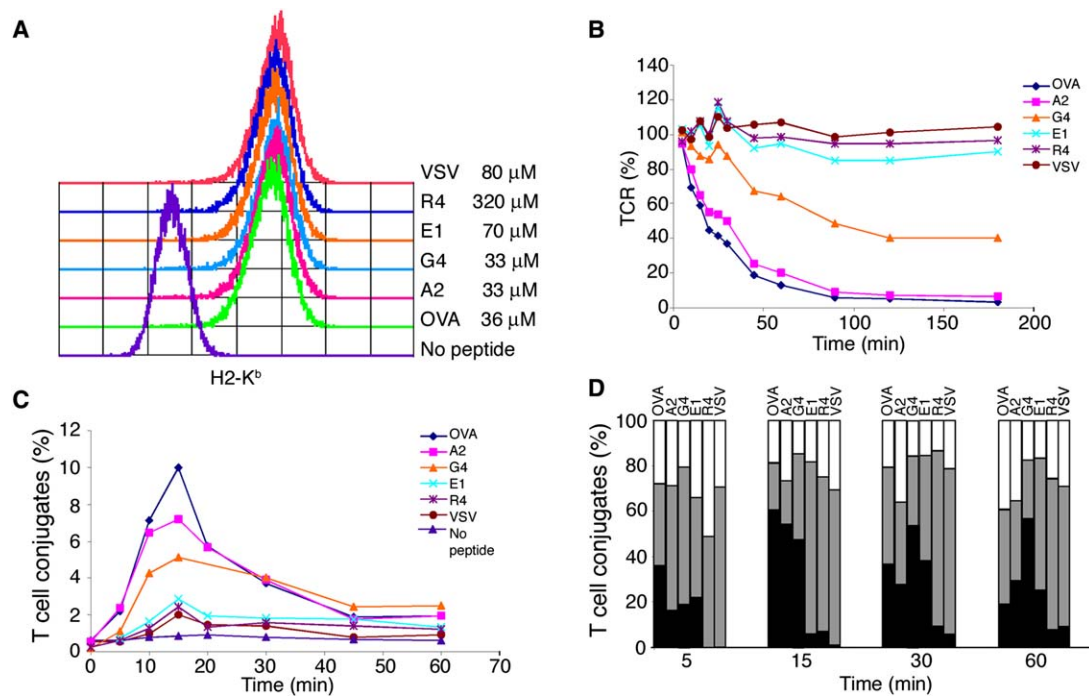 A
VSV 80 μM
R4 320 μM
E1 70 μM
G4 33 μM
A2 33 μM
OVA 36 μM
No peptide
H2-Kᵇ
B
TCR (%)
140
120
100
80
60
40
20
0
0 50 100 150 200
Time (min)
OVA
A2
G4
E1
R4
VSV
C
T cell conjugates (%)
12
10
8
6
4
2
0
0 10 20 30 40 50 60 70
Time (min)
OVA
A2
G4
E1
R4
VSV
No
peptide
D
T cell conjugates (%)
100
80
60
40
20
0
OVA A2 G4 E1 R4 VSV
OVA A2 G4 E1 R4 VSV
OVA A2 G4 E1 R4 VSV
OVA A2 G4 E1 R4 VSV
5 15 30 60
Time (min)